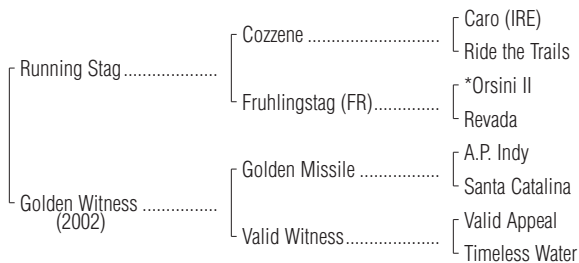 Caro (IRE)
Cozzene ............................
Ride the Trails
Running Stag....................
*Orsini II
Fruhlingstag (FR)..............
Revada
A.P. Indy
Golden Missile .................
Santa Catalina
Golden Witness ................
(2002)
Valid Appeal
Valid Witness....................
Timeless Water